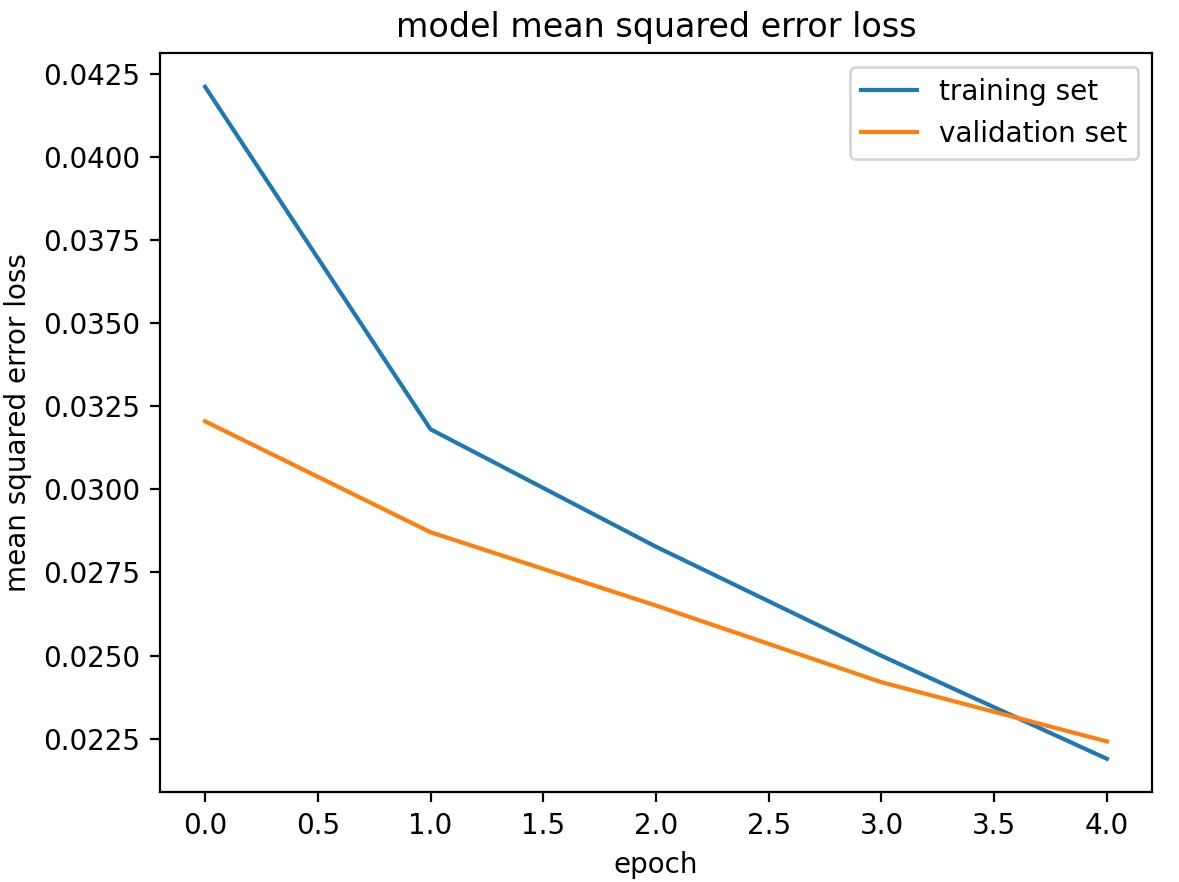 model mean squared error loss
training set
validation set
mean squared error loss
0.0425
0.0400
0.0375
0.0350
0.0325
0.0300
0.0275
0.0250
0.0225
0.0 0.5 1.0 1.5 2.0 2.5 3.0 3.5 4.0
epoch